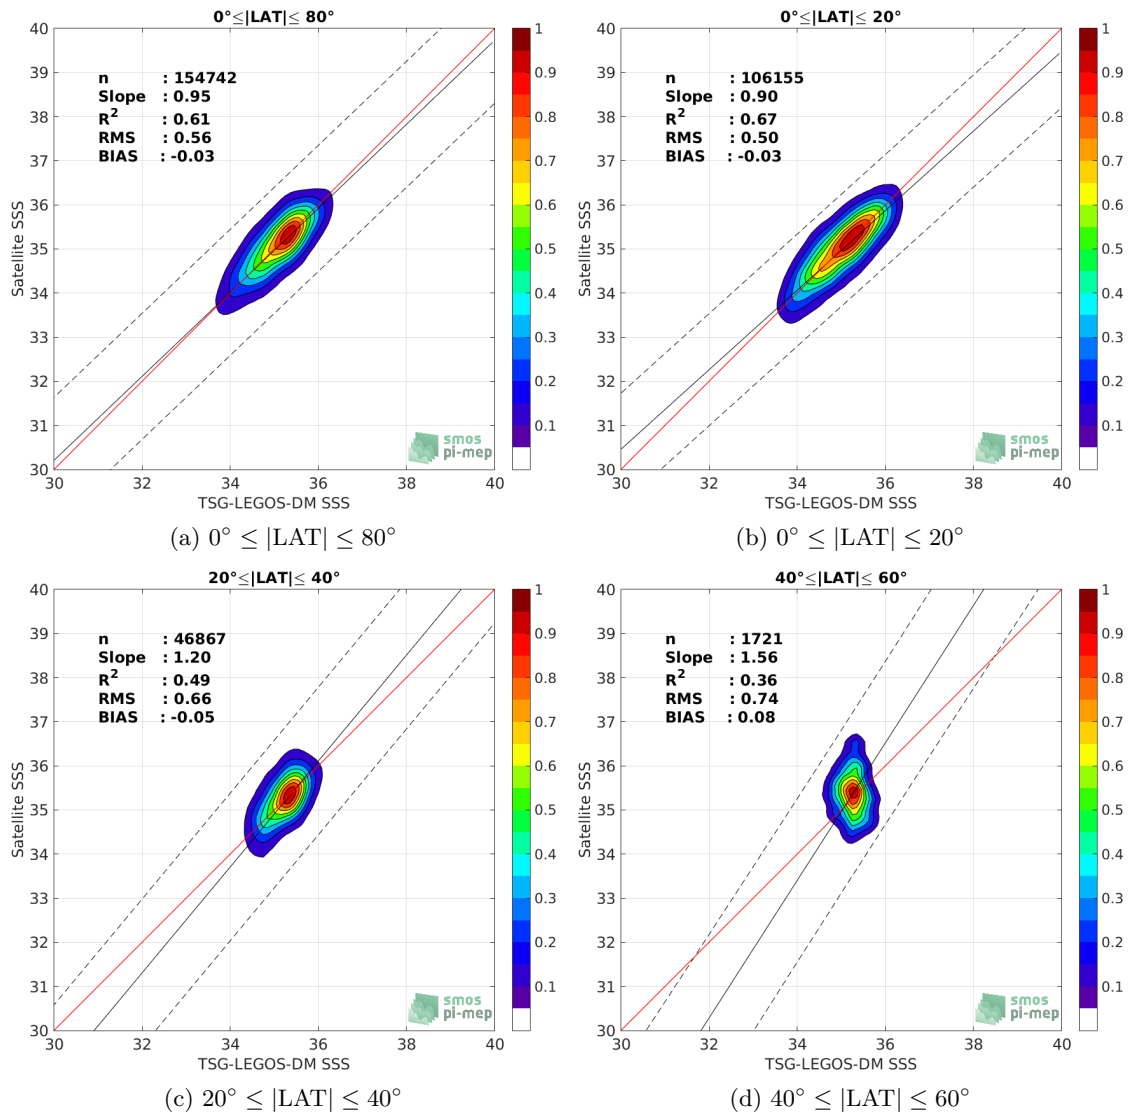 0°≤|LAT|≤ 80°
40
39
38
37
36
35
34
33
32
31
30
Satellite SSS
n : 154742
Slope : 0.95
R2 : 0.61
RMS : 0.56
BIAS : -0.03
smos
pi-mep
30 32 34 36 38 40
TSG-LEGOS-DM SSS
1
0.9
0.8
0.7
0.6
0.5
0.4
0.3
0.2
0.1
(a) 0° ≤ |LAT| ≤ 80°
0°≤|LAT|≤ 20°
40
39
38
37
36
35
34
33
32
31
30
Satellite SSS
n : 106155
Slope : 0.90
R2 : 0.67
RMS : 0.50
BIAS : -0.03
smos
pi-mep
30 32 34 36 38 40
TSG-LEGOS-DM SSS
1
0.9
0.8
0.7
0.6
0.5
0.4
0.3
0.2
0.1
(b) 0° ≤ |LAT| ≤ 20°
20°≤|LAT|≤ 40°
40
39
38
37
36
35
34
33
32
31
30
Satellite SSS
n : 46867
Slope : 1.20
R2 : 0.49
RMS : 0.66
BIAS : -0.05
smos
pi-mep
30 32 34 36 38 40
TSG-LEGOS-DM SSS
1
0.9
0.8
0.7
0.6
0.5
0.4
0.3
0.2
0.1
(c) 20° ≤ |LAT| ≤ 40°
40°≤|LAT|≤ 60°
40
39
38
37
36
35
34
33
32
31
30
Satellite SSS
n : 1721
Slope : 1.56
R2 : 0.36
RMS : 0.74
BIAS : 0.08
smos
pi-mep
30 32 34 36 38 40
TSG-LEGOS-DM SSS
1
0.9
0.8
0.7
0.6
0.5
0.4
0.3
0.2
0.1
(d) 40° ≤ |LAT| ≤ 60°